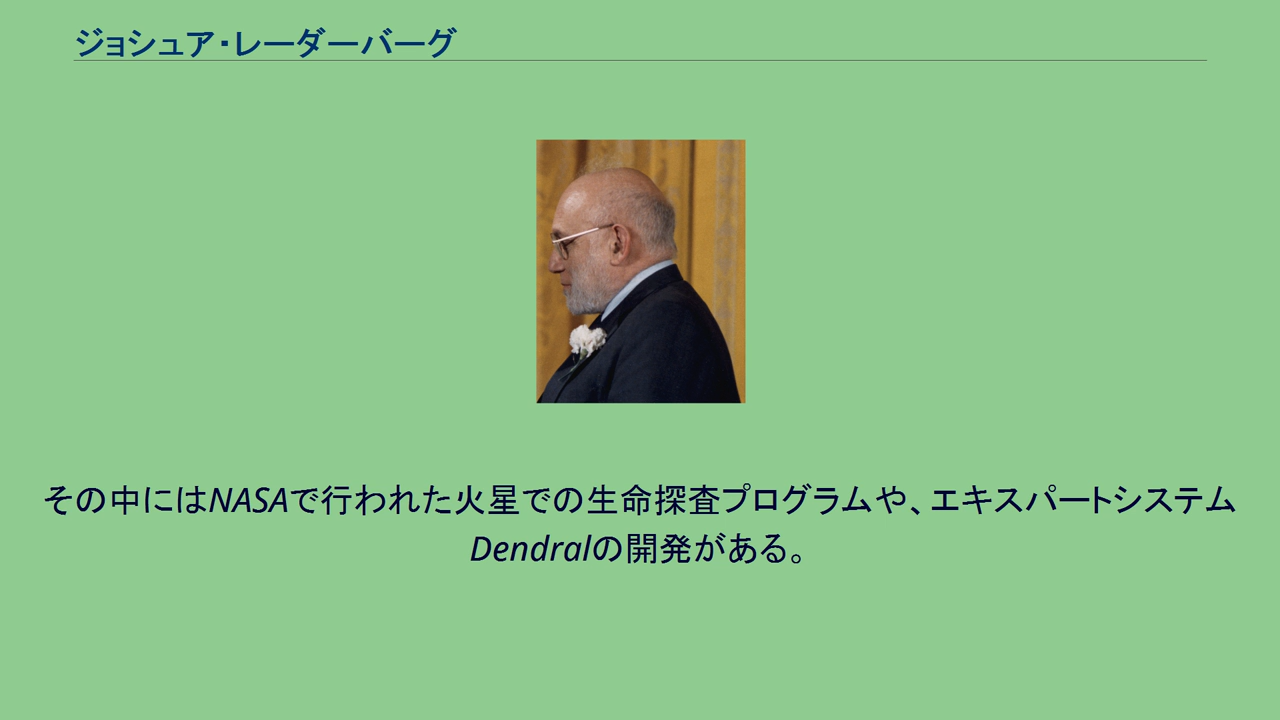 ジョシュア・レーダーバーグ
その中にはNASAで行われた火星での生命探査プログラムや、エキスパートシステム
Dendralの開発がある。